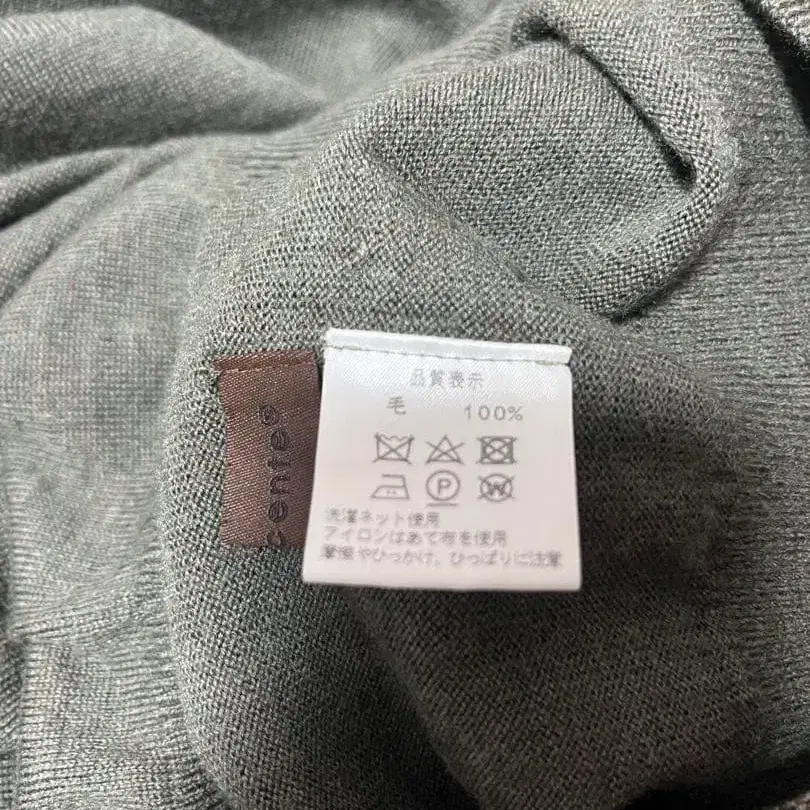 品質表示
毛 100%
P
W
洗濯ネット使用
アイロンはあて布を使用
摩擦やひっかけ、ひっぱりに注意
cente®